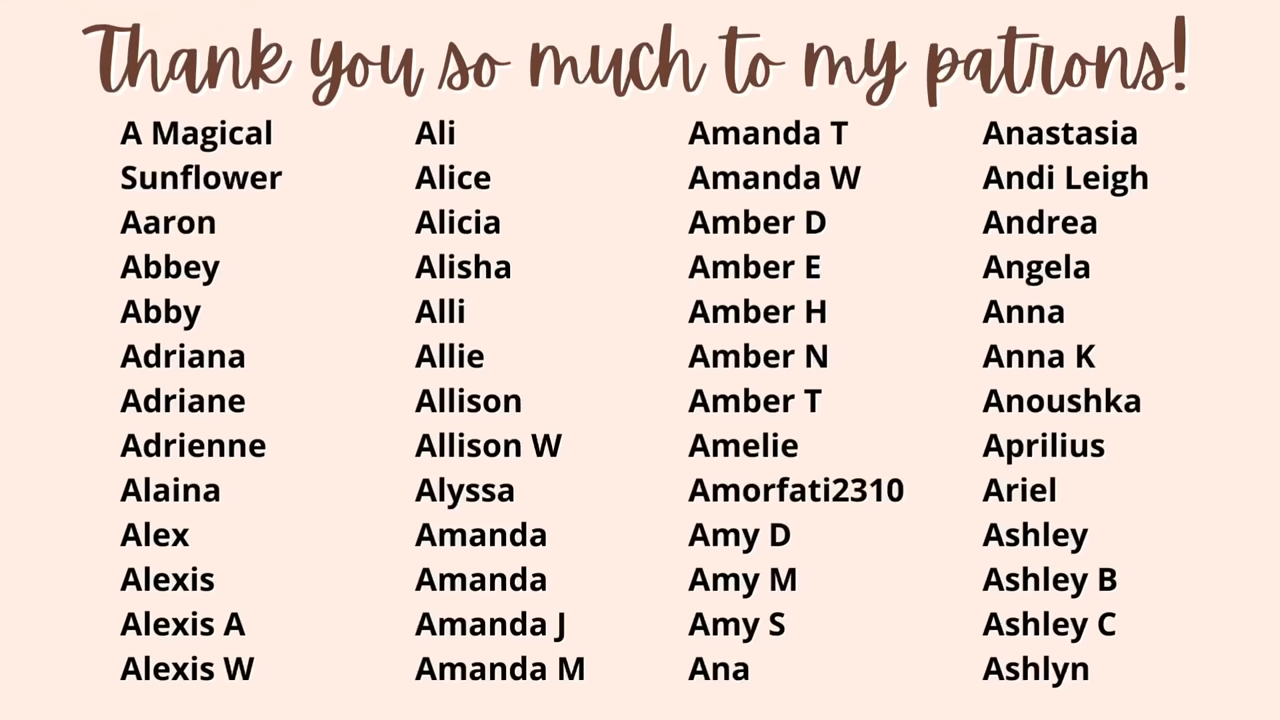 Thank you so much to my patrons!
A Magical
Sunflower
Aaron
Abbey
Abby
Adriana
Adriane
Adrienne
Alaina
Alex
Alexis
Alexis A
Alexis W
Ali
Alice
Alicia
Alisha
Alli
Allie
Allison
Allison W
Alyssa
Amanda
Amanda
Amanda J
Amanda M
Amanda T
Amanda W
Amber D
Amber E
Amber H
Amber N
Amber T
Amelie
Amorfati2310
Amy D
Amy M
Amy S
Ana
Anastasia
Andi Leigh
Andrea
Angela
Anna
Anna K
Anoushka
Aprilius
Ariel
Ashley
Ashley B
Ashley C
Ashlyn